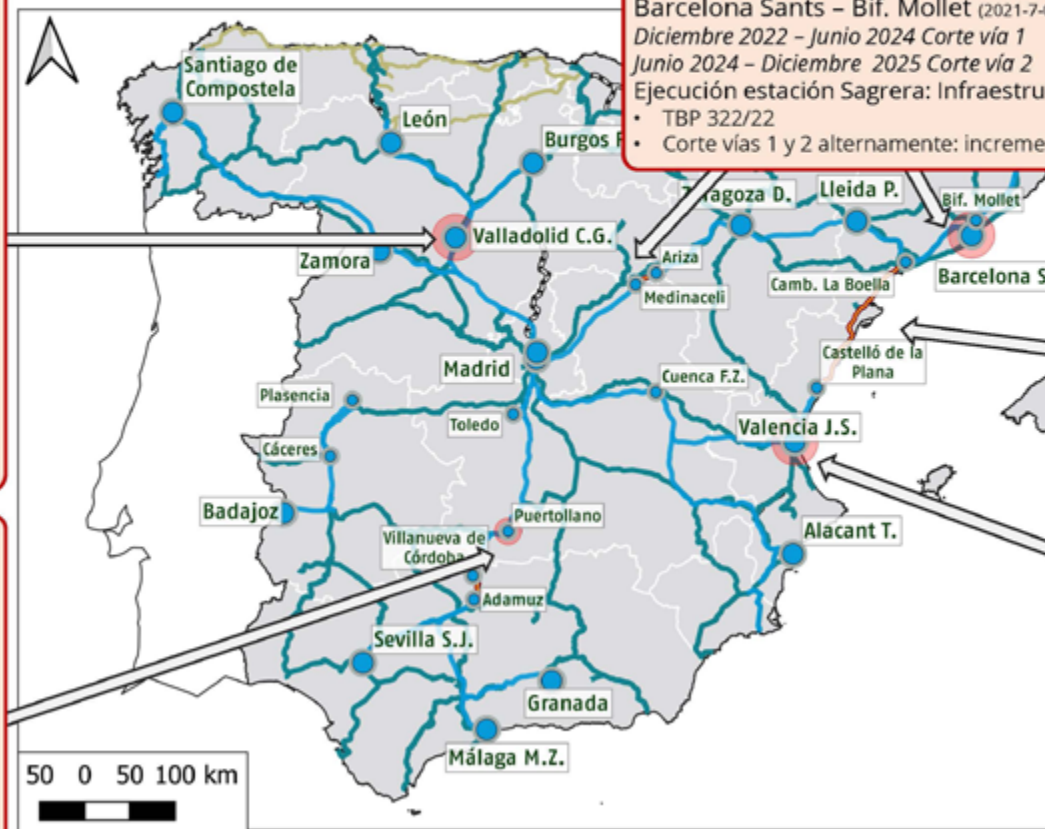 Barcelona Sants – Bif. Mollet (2021-7-
Diciembre 2022 – Junio 2024 Corte vía 1
Junio 2024 – Diciembre 2025 Corte vía 2
Ejecución estación Sagrera: Infraestru
• TBP 322/22
• Corte vías 1 y 2 alternamente: increme
Santiago de
Compostela
León
Burgos
Zaragoza D.
Lleida P.
Bif. Mollet
Valladolid C.G.
Zamora
Ariza
Medinaceli
Camb. La Boella
Barcelona S
Castelló de la
Plana
Madrid
Cuenca F.Z.
Plasencia
Toledo
Valencia J.S.
Cáceres
Badajoz
Puertollano
Villanueva de
Córdoba
Alacant T.
Adamuz
Sevilla S.J.
Granada
Málaga M.Z.
50 0 50 100 km